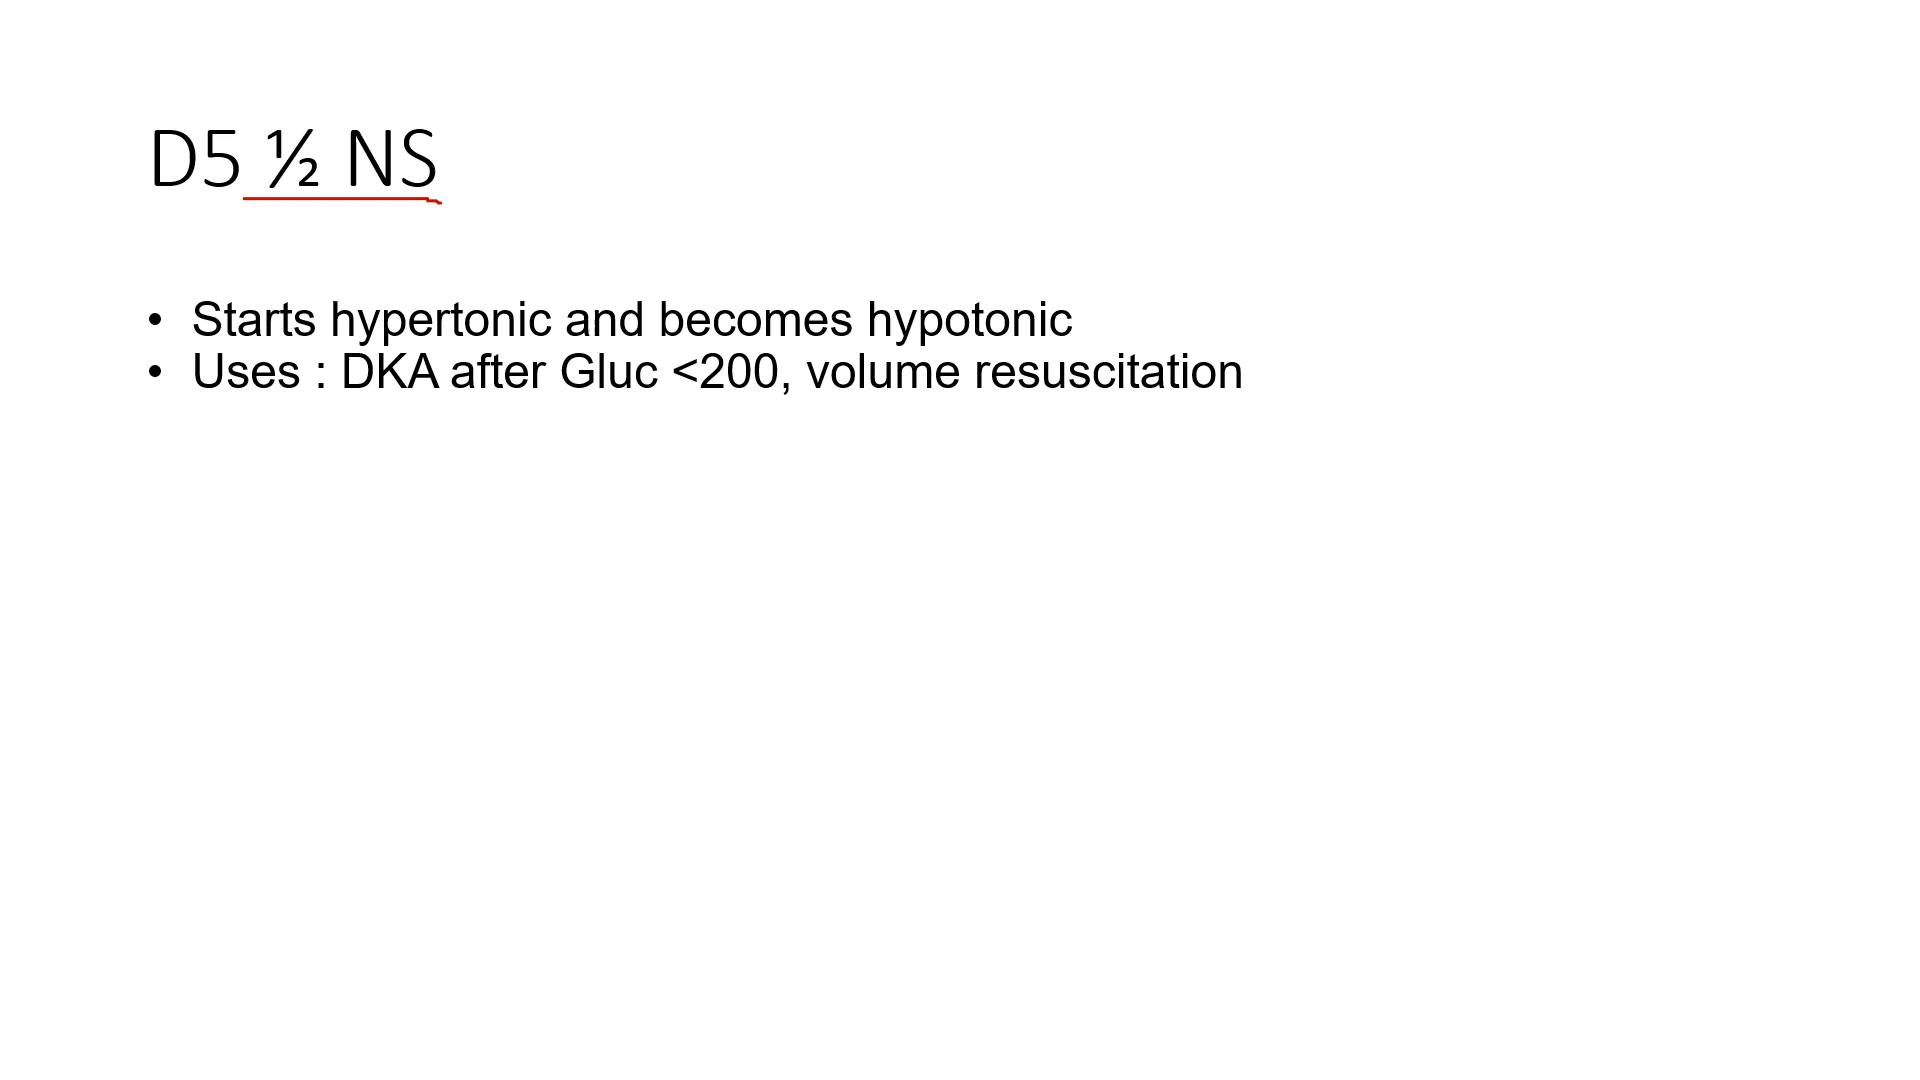 D5 ½ NS
• Starts hypertonic and becomes hypotonic
• Uses : DKA after Gluc <200, volume resuscitation